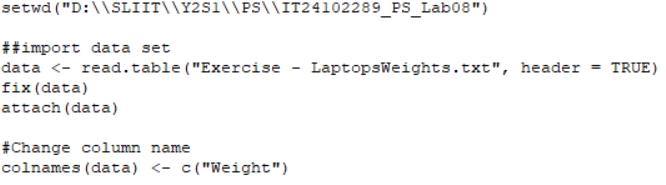 setwd("D:\\SLIIT\\Y2S1\\PS\\IT24102289_PS_Lab08")
##import data set
data <- read.table("Exercise - LaptopsWeights.txt", header = TRUE)
fix(data)
attach(data)
#Change column name
colnames(data) <- c("Weight")